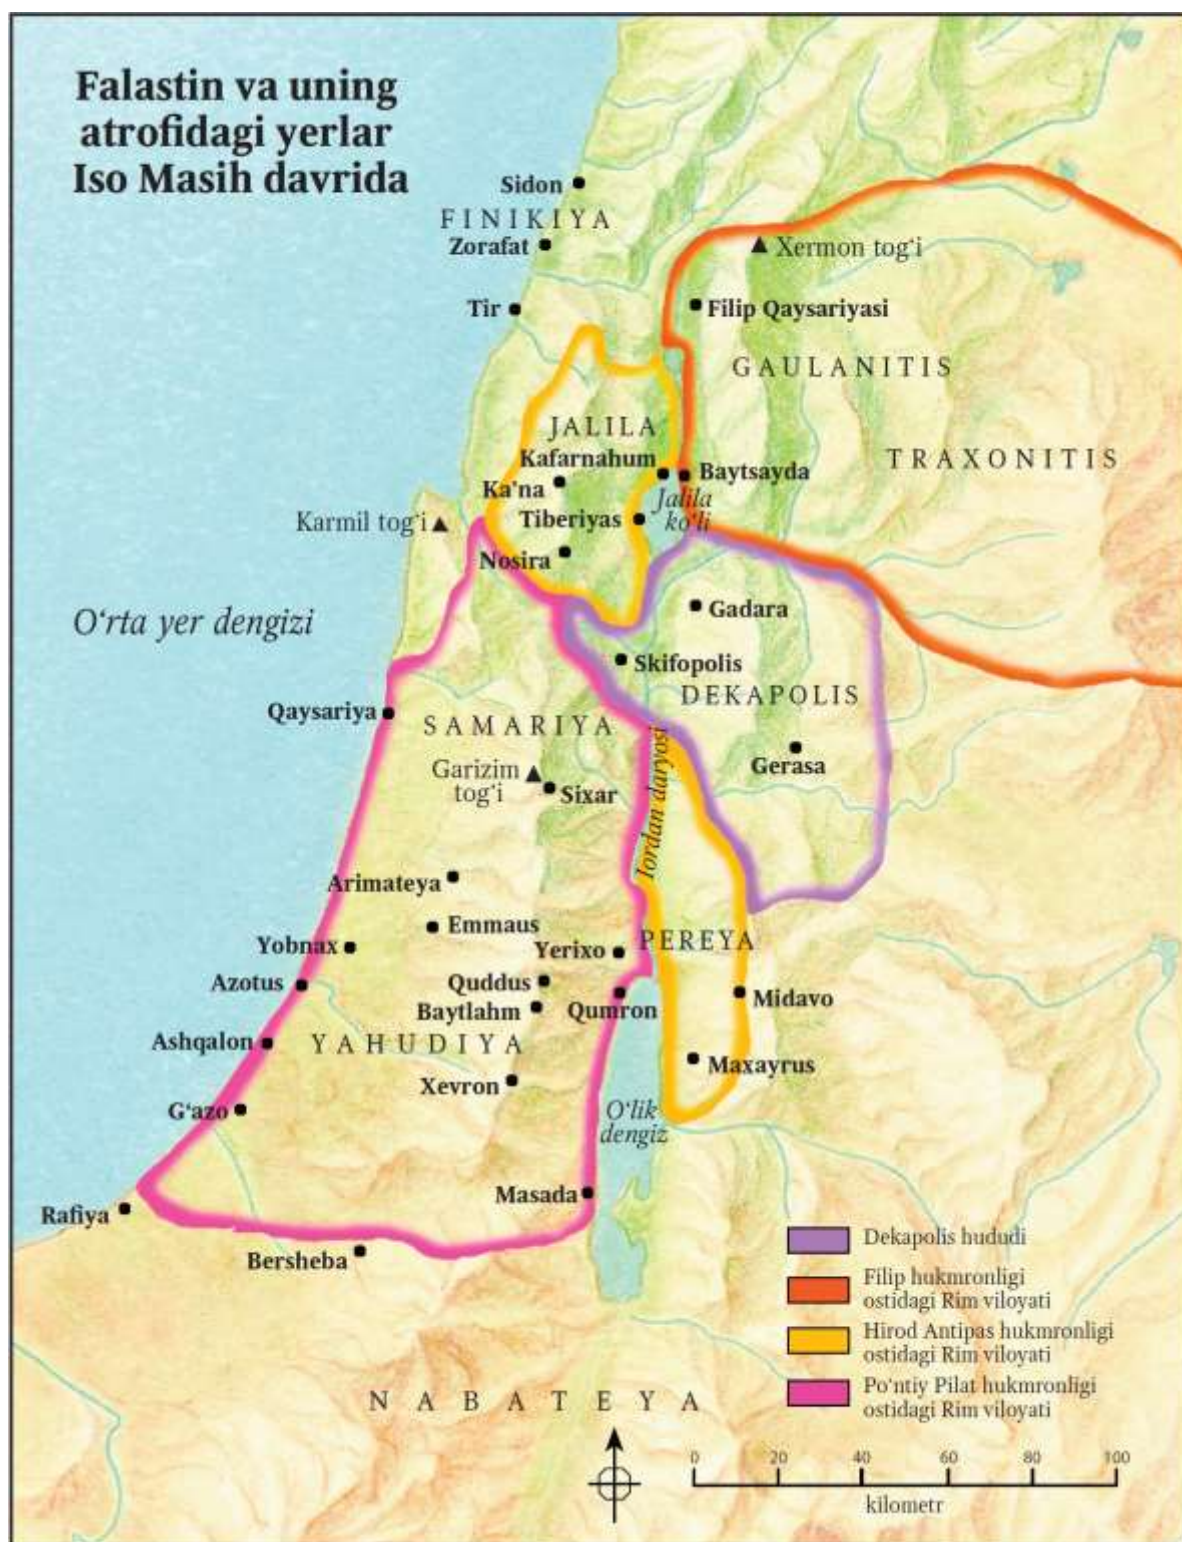 Falastin va uning
atrofidagi yerlar
Iso Masih davrida
Sidon
FINIKIYA
Zorafat
Xermon tog‘i
Tir
Filip Qaysariyasi
GAULANITIS
JALILA
Kafarnahum
Baytsayda
TRAXONITIS
Ka’na
Jalila
ko‘li
Tiberiyas
Karmil tog‘i
Nosira
O‘rta yer dengizi
Gadara
Skifopolis
DEKAPOLIS
Qaysariya
SAMARIYA
Iordan daryosi
Gerasa
Garizim
tog‘i
Sixar
Arimateya
Emmaus
Yobnax
Yerixo
PEREYA
Azotus
Quddus
Baytlahm
Qumron
Midavo
Ashqalon
YAHUDIYA
Maxayrus
Xevron
G‘azo
O‘lik
dengiz
Masada
Rafiya
Bersheba
Dekapolis hududi
Filip hukmronligi
ostidagi Rim viloyati
Hirod Antipas hukmronligi
ostidagi Rim viloyati
Po‘ntiy Pilat hukmronligi
ostidagi Rim viloyati
NABATEYA
0 20 40 60 80 100
kilometr